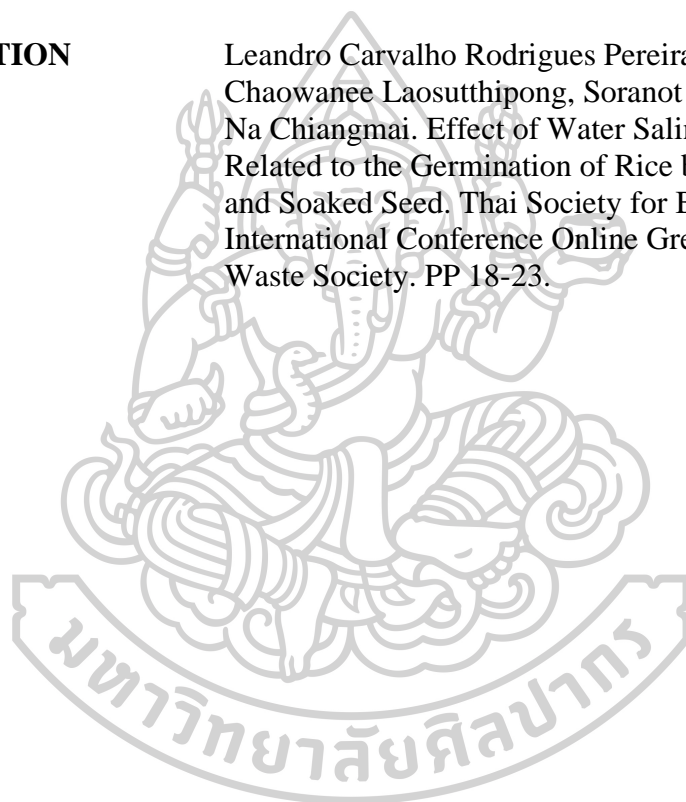 TION
Leandro Carvalho Rodrigues Pereira
Chaowanee Laosutthipong, Soranot
Na Chiangmai. Effect of Water Salin
Related to the Germination of Rice b
and Soaked Seed. Thai Society for E
International Conference Online Gre
Waste Society. PP 18-23.
มหาวิทยาลัยศิลปากร